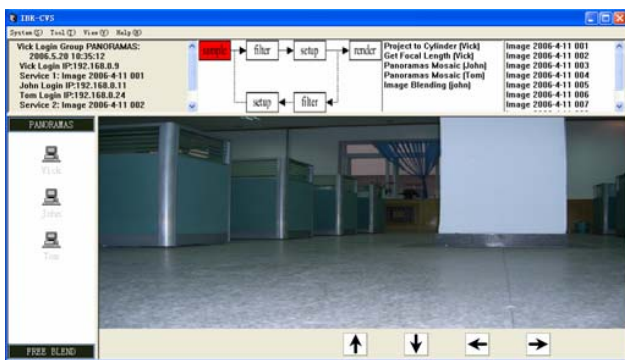 IBR-CVS
System(S) Tool(T) View(V) Help(H)
Vick Login Group PANORAMAS:
2006.5.20 10:35:12
Vick Login IP:192.168.0.9
Service 1: Image 2006-4-11 001
John Login IP:192.168.0.11
Tom Login IP:192.168.0.24
Service 2: Image 2006-4-11 002
sample
filter
setup
render
setup
filter
Project to Cylinder (Vick)
Get Focal Length (Vick)
Panoramas Mosaic (John)
Panoramas Mosaic (Tom)
Image Blending (john)
Image 2006-4-11 001
Image 2006-4-11 002
Image 2006-4-11 003
Image 2006-4-11 004
Image 2006-4-11 005
Image 2006-4-11 006
Image 2006-4-11 007
PANORAMAS
Vick
John
Tom
FREE BLEND